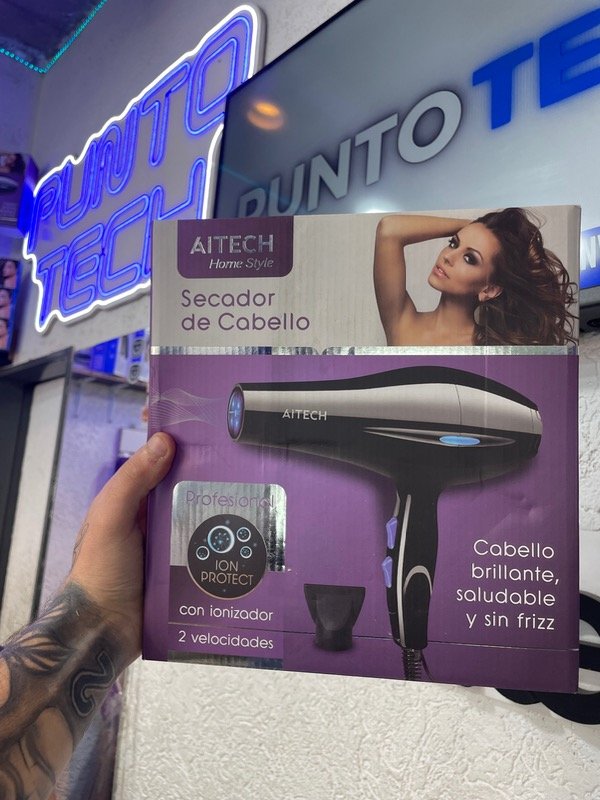 PUNTO
TECH
PUNTO TE
AITECH
Home Style
Secador
de Cabello
AITECH
Profesional
ION
PROTECT
con ionizador
2 velocidades
Cabello
brillante,
saludable
y sin frizz